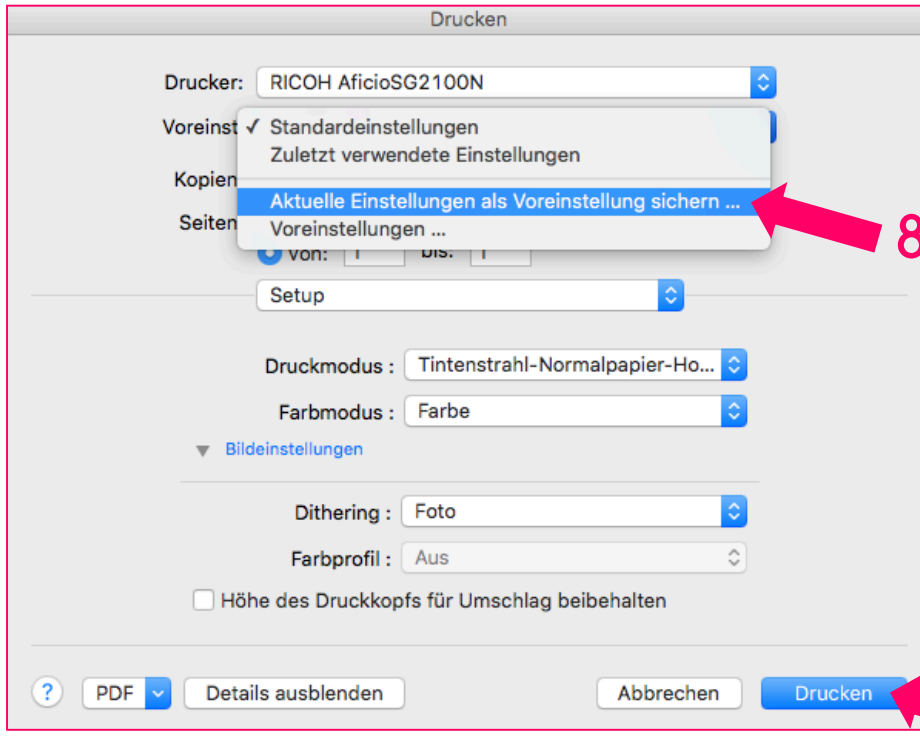 Drucken
Drucker: RICOH AficioSG2100N
Voreinst ✓ Standardeinstellungen
Zuletzt verwendete Einstellungen
Kopien
Aktuelle Einstellungen als Voreinstellung sichern ...
8
Seiten
Voreinstellungen ...
Von: 1 bis: 1
Setup
Druckmodus : Tintenstrahl-Normalpapier-Ho...
Farbmodus : Farbe
Bildeinstellungen
Dithering : Foto
Farbprofil : Aus
Höhe des Druckkopfs für Umschlag beibehalten
? PDF Details ausblenden Abbrechen Drucken